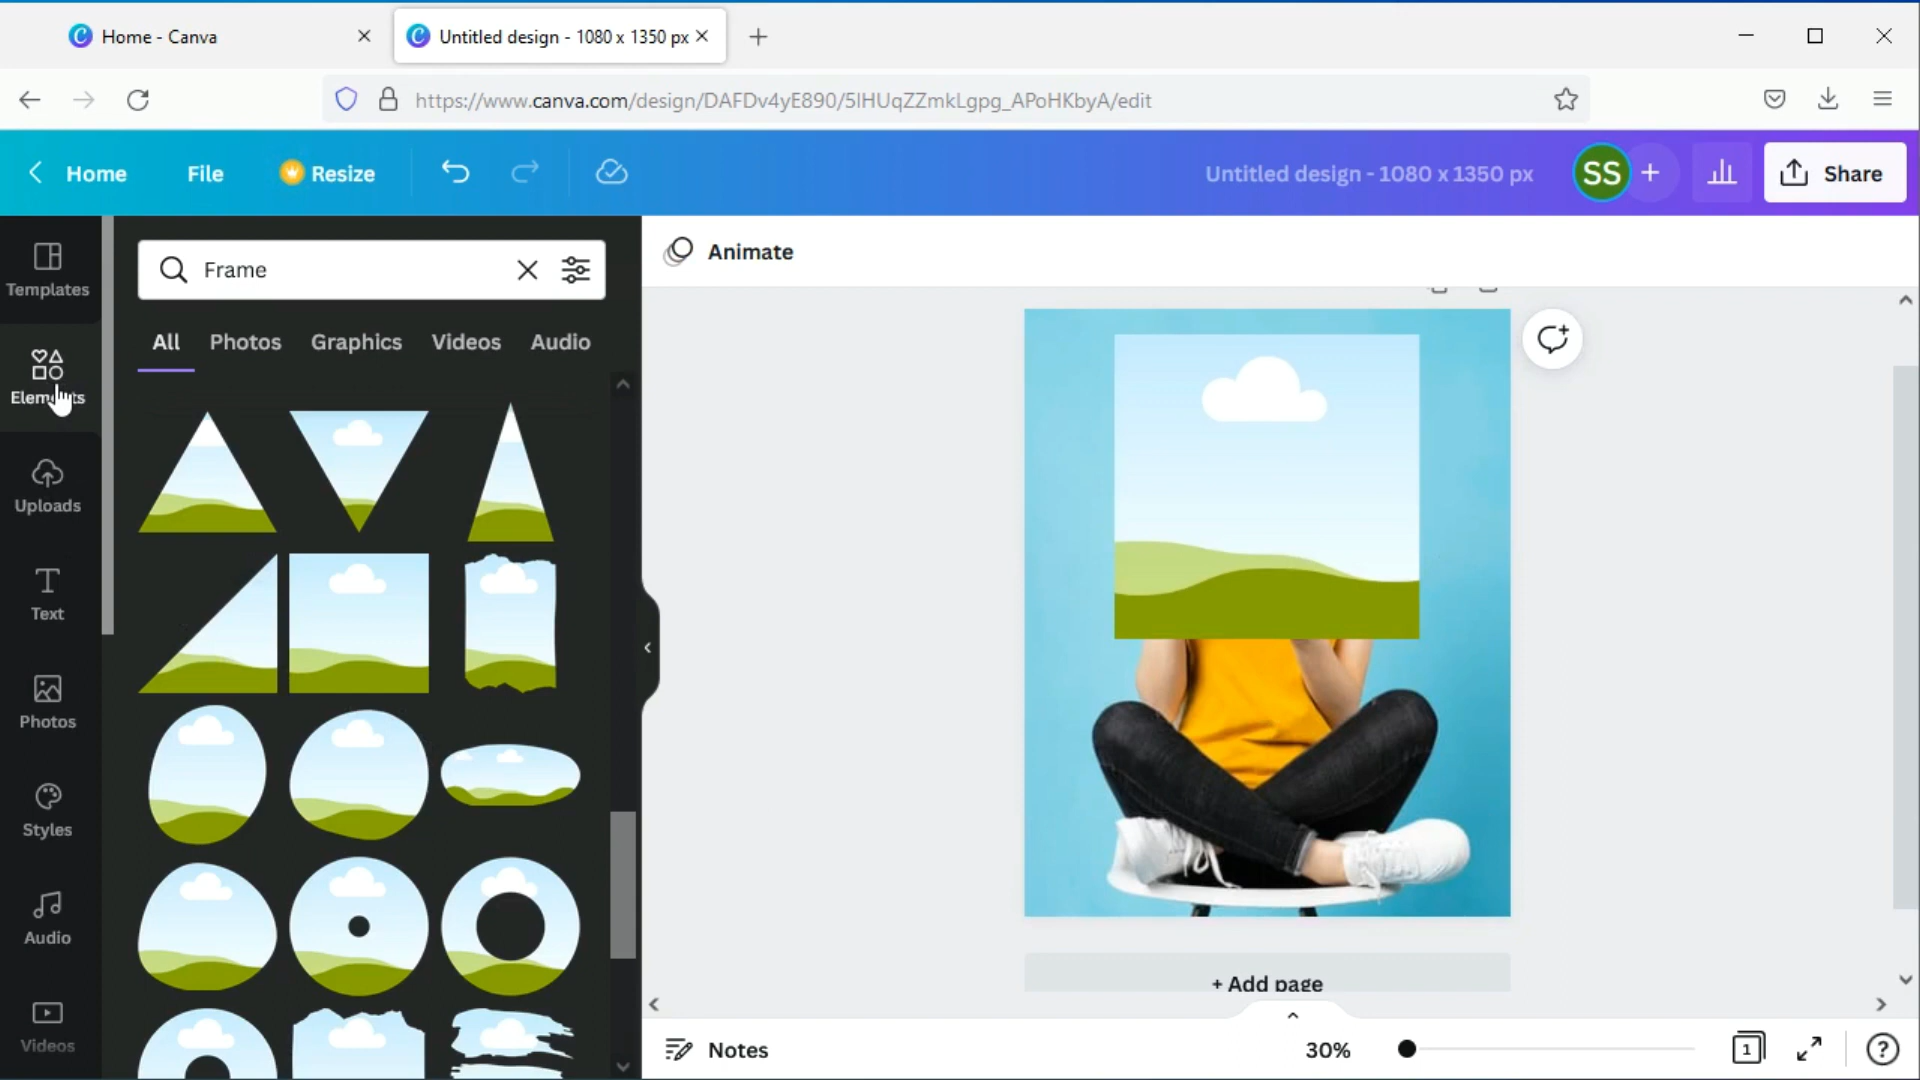 Home - Canva
Untitled design - 1080 x 1350 px
https://www.canva.com/design/DAFDv4yE890/5lHUqZZmkLgpg_APoHKbyA/edit
Home
File
Resize
Untitled design - 1080 x 1350 px
SS
Share
Templates
Elements
Uploads
Text
Photos
Styles
Audio
Videos
Frame
All
Photos
Graphics
Videos
Audio
Animate
+ Add page
Notes
30%
1
?